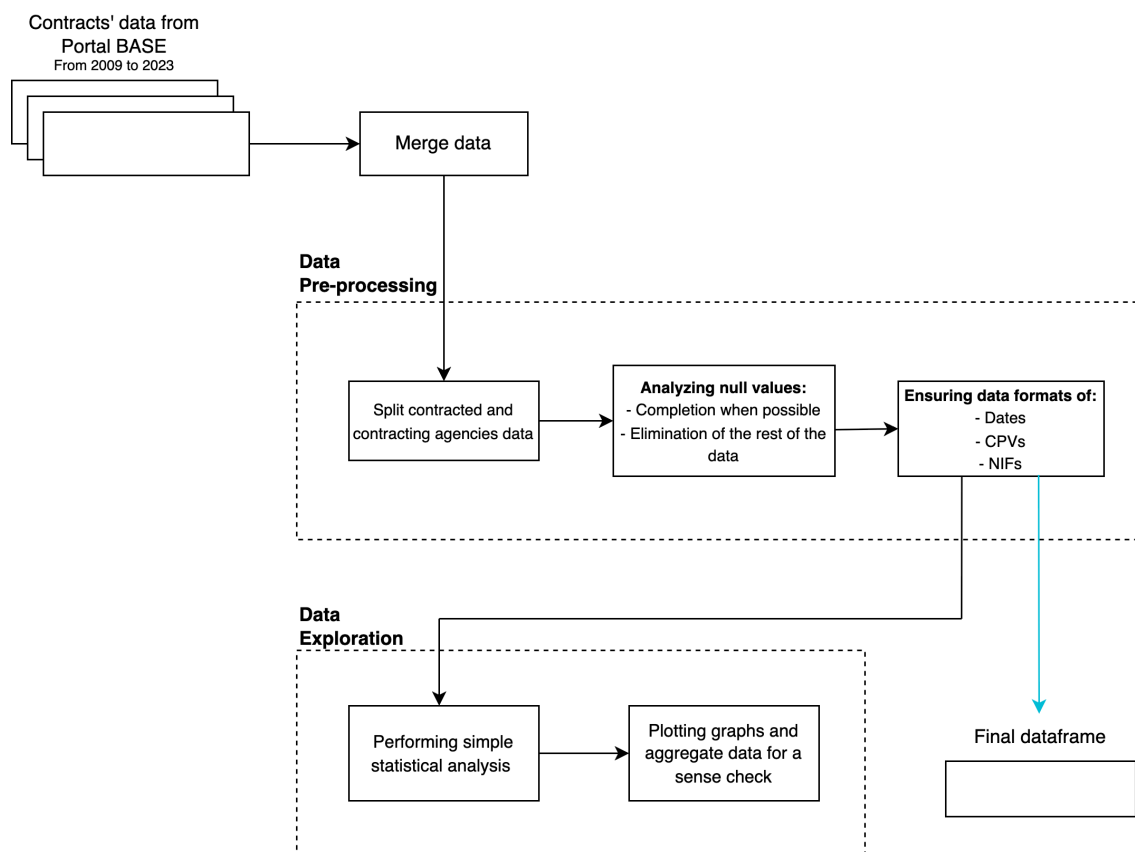 Contracts' data from
Portal BASE
From 2009 to 2023
Merge data
Data
Pre-processing
Split contracted and
contracting agencies data
Analyzing null values:
- Completion when possible
- Elimination of the rest of the
data
Ensuring data formats of:
- Dates
- CPVs
- NIFs
Data
Exploration
Performing simple
statistical analysis
Plotting graphs and
aggregate data for a
sense check
Final dataframe